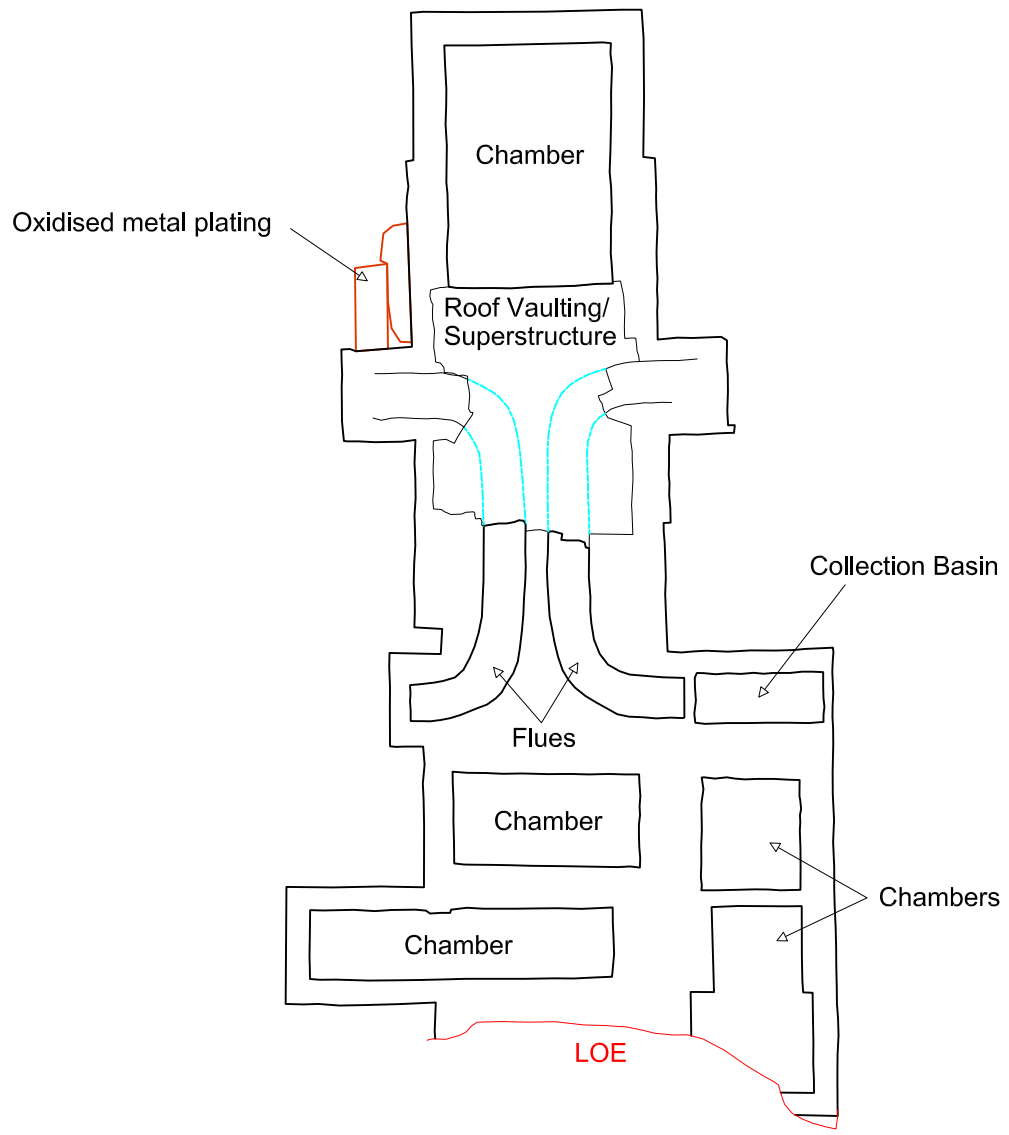 Chamber
Oxidised metal plating
Roof Vaulting/
Superstructure
Collection Basin
Flues
Chamber
Chambers
Chamber
LOE